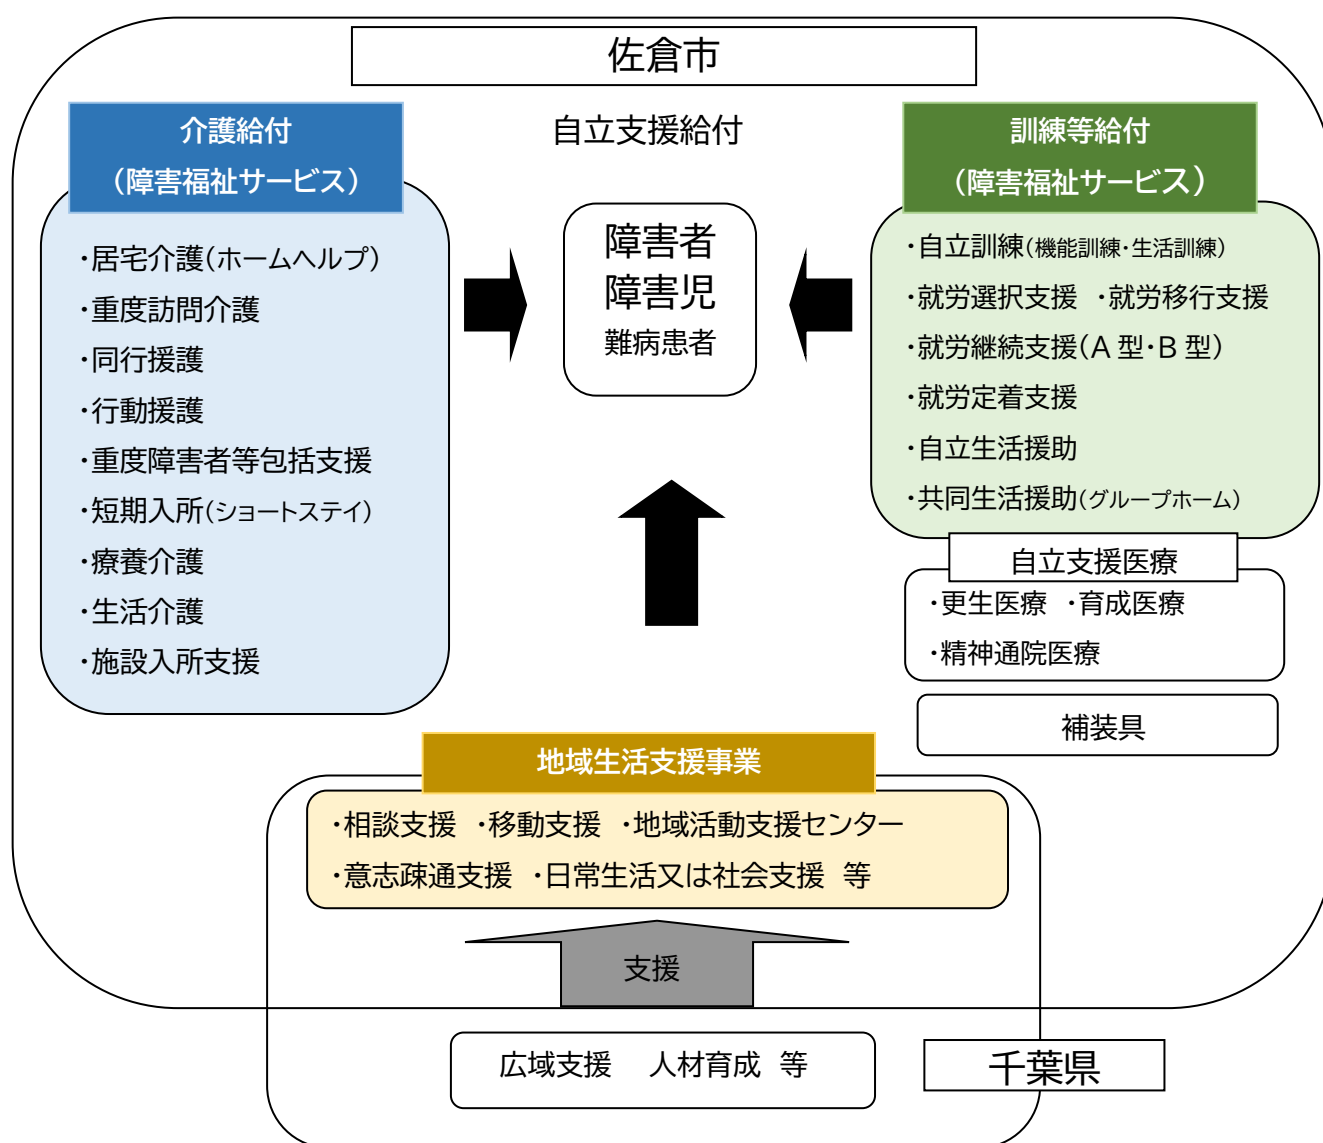 佐倉市
自立支援給付
介護給付
(障害福祉サービス)
・居宅介護(ホームヘルプ)
・重度訪問介護
・同行援護
・行動援護
・重度障害者等包括支援
・短期入所(ショートステイ)
・療養介護
・生活介護
・施設入所支援
障害者
障害児
難病患者
訓練等給付
(障害福祉サービス)
・自立訓練(機能訓練・生活訓練)
・就労選択支援 ・就労移行支援
・就労継続支援(A型・B型)
・就労定着支援
・自立生活援助
・共同生活援助(グループホーム)
自立支援医療
・更生医療 ・育成医療
・精神通院医療
補装具
地域生活支援事業
・相談支援 ・移動支援 ・地域活動支援センター
・意志疎通支援 ・日常生活又は社会支援 等
支援
広域支援 人材育成 等
千葉県